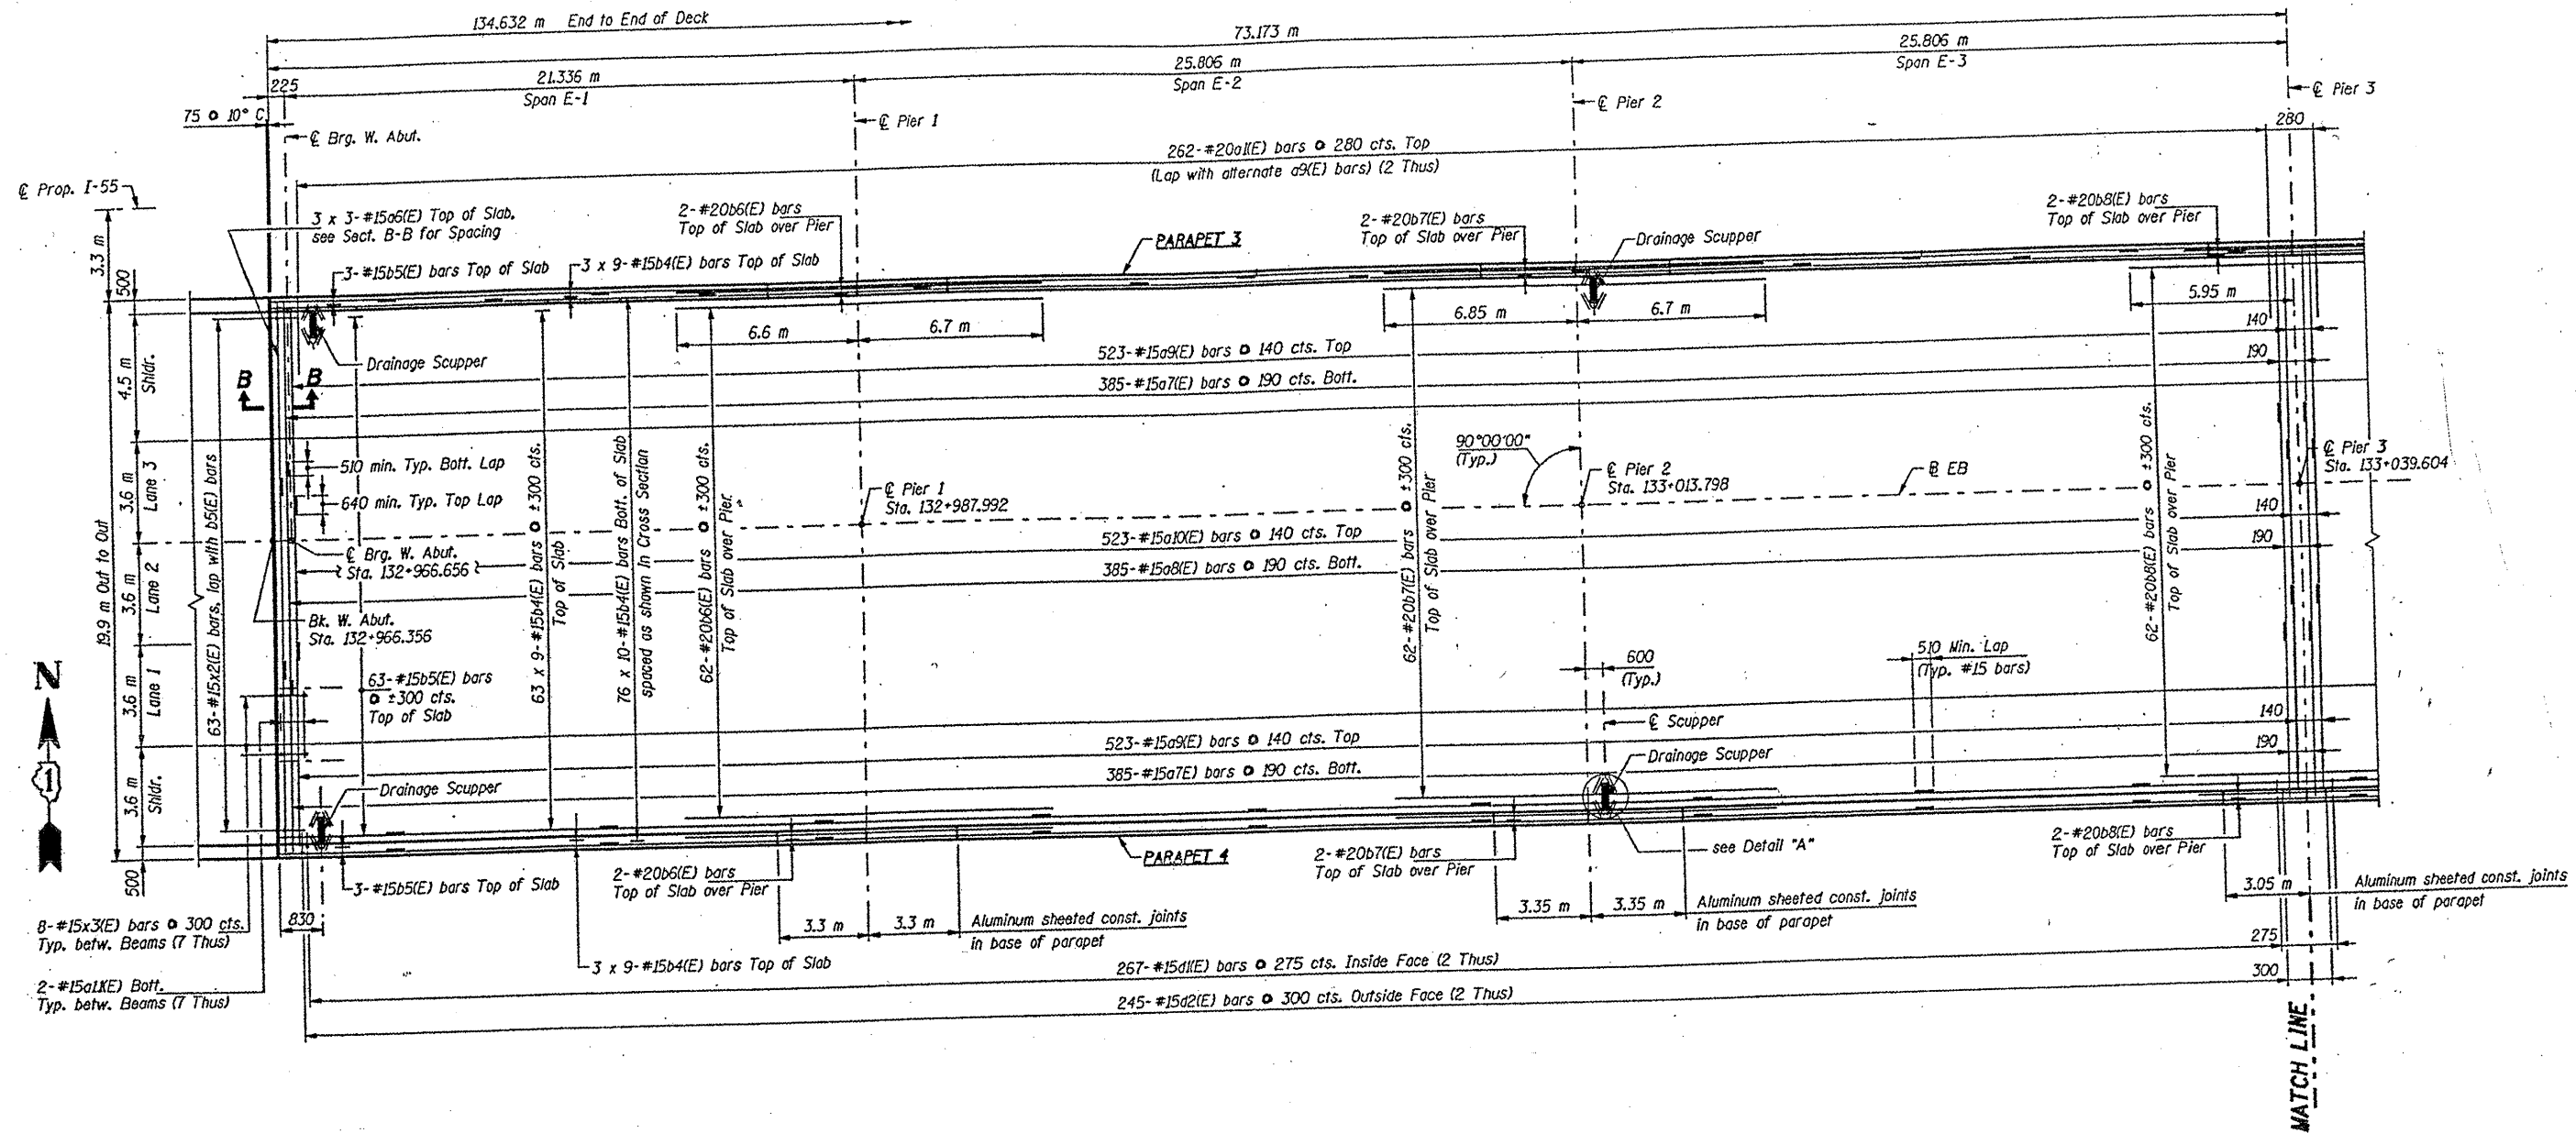 134.632 m End to End of Deck
73.173 m
25.806 m
Span E-3
25.806 m
Span E-2
21.336 m
Span E-1
225
75 @ 10° C.
℄ Brg. W. Abut.
℄ Pier 1
℄ Pier 2
℄ Pier 3
280
262-#20a1(E) bars @ 280 cts. Top
(Lap with alternate a9(E) bars) (2 Thus)
℄ Prop. I-55
3.3 m
500
3 x 3-#15a6(E) Top of Slab,
see Sect. B-B for Spacing
2-#20b6(E) bars
Top of Slab over Pier
PARAPET 3
2-#20b7(E) bars
Top of Slab over Pier
Drainage Scupper
2-#20b8(E) bars
Top of Slab over Pier
3-#15b5(E) bars Top of Slab
3 x 9-#15b4(E) bars Top of Slab
6.6 m
6.7 m
6.85 m
6.7 m
5.95 m
Drainage Scupper
140
523-#15a9(E) bars @ 140 cts. Top
190
385-#15a7(E) bars @ 190 cts. Bott.
B
B
4.5 m
Shldr.
3.6 m
Lane 3
3.6 m
Lane 2
3.6 m
Lane 1
3.6 m
Shldr.
500
19.9 m Out to Out
63-#15x2(E) bars, lap with b5(E) bars
510 min. Typ. Bott. Lap
640 min. Typ. Top Lap
63 x 9-#15b4(E) bars @ ±300 cts.
Top of Slab
76 x 10-#15b4(E) bars Bott. of Slab
spaced as shown in Cross Section
62-#20b6(E) bars @ ±300 cts.
Top of Slab over Pier.
62-#20b7(E) bars @ ±300 cts.
Top of Slab over Pier
62-#20b8(E) bars @ ±300 cts.
Top of Slab over Pier
90°00'00"
(Typ.)
℄ Pier 1
Sta. 132+987.992
℄ Pier 2
Sta. 133+013.798
℄ Pier 3
Sta. 133+039.604
B̲L̲ EB
℄ Brg. W. Abut.
Sta. 132+966.656
523-#15a10(E) bars @ 140 cts. Top
140
385-#15a8(E) bars @ 190 cts. Bott.
190
Bk. W. Abut.
Sta. 132+966.356
63-#15b5(E) bars
@ ±300 cts.
Top of Slab
600
(Typ.)
510 Min. Lap
(Typ. #15 bars)
N
1
℄ Scupper
140
523-#15a9(E) bars @ 140 cts. Top
Drainage Scupper
190
385-#15a7E) bars @ 190 cts. Bott.
Drainage Scupper
3-#15b5(E) bars Top of Slab
2-#20b6(E) bars
Top of Slab over Pier
PARAPET 4
2-#20b7(E) bars
Top of Slab over Pier
see Detail "A"
2-#20b8(E) bars
Top of Slab over Pier
830
8-#15x3(E) bars @ 300 cts.
Typ. betw. Beams (7 Thus)
2-#15a11(E) Bott.
Typ. betw. Beams (7 Thus)
3.3 m
3.3 m
Aluminum sheeted const. joints
in base of parapet
3.35 m
3.35 m
Aluminum sheeted const. joints
in base of parapet
3.05 m
Aluminum sheeted const. joints
in base of parapet
3 x 9-#15b4(E) bars Top of Slab
267-#15d1(E) bars @ 275 cts. Inside Face (2 Thus)
275
245-#15d2(E) bars @ 300 cts. Outside Face (2 Thus)
300
MATCH LINE